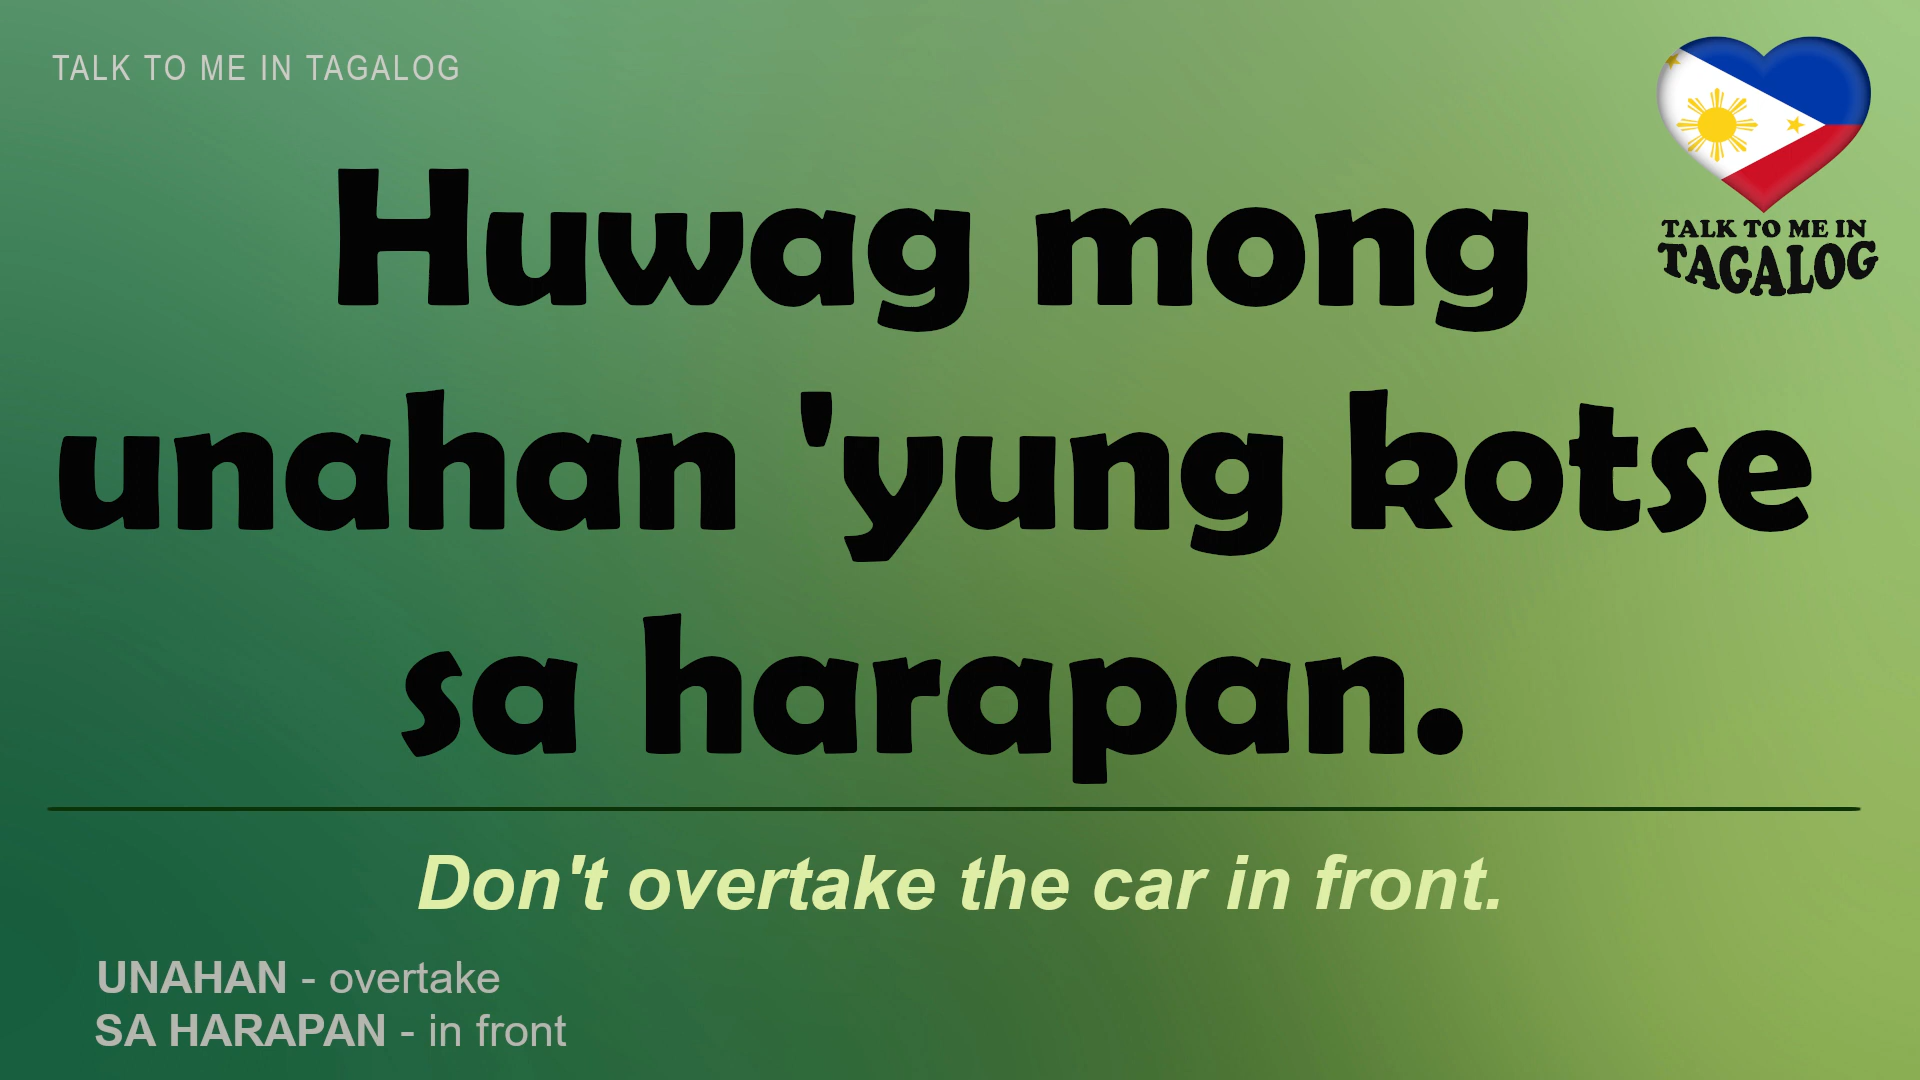 TALK TO ME IN TAGALOG
TALK TO ME IN
TAGALOG
Huwag mong
unahan 'yung kotse
sa harapan.
Don't overtake the car in front.
UNAHAN - overtake
SA HARAPAN - in front